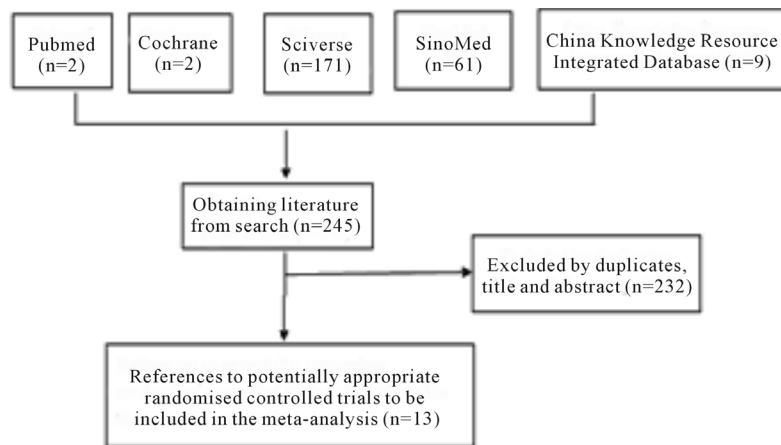 Pubmed
(n=2)
Cochrane
(n=2)
Sciverse
(n=171)
SinoMed
(n=61)
China Knowledge Resource
Integrated Database (n=9)
Obtaining literature
from search (n=245)
Excluded by duplicates,
title and abstract (n=232)
References to potentially appropriate
randomised controlled trials to be
included in the meta-analysis (n=13)